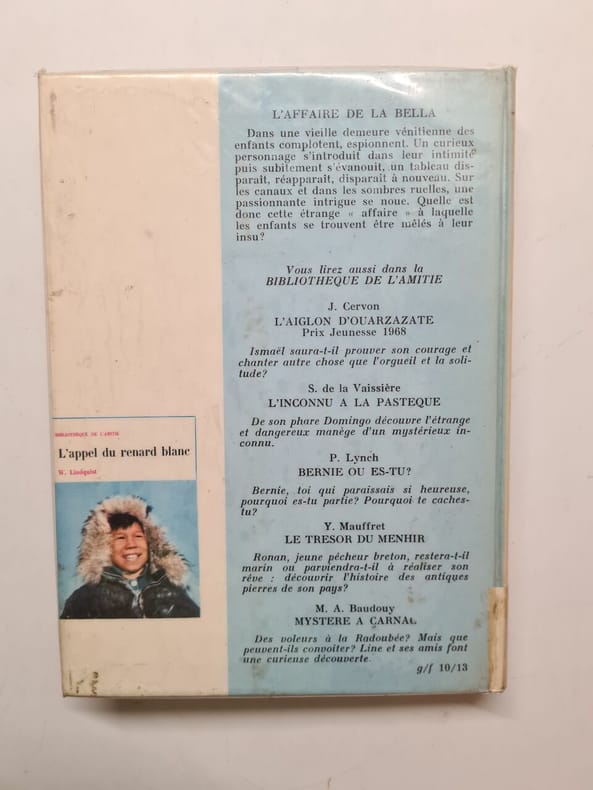 L'AFFAIRE DE LA BELLA
Dans une vieille demeure vénitienne des
enfants complotent, espionnent. Un curieux
personnage s'introduit dans leur intimité
puis subitement s'évanouit, un tableau dis-
paraît, réapparaît, disparaît à nouveau. Sur
les canaux et dans les sombres ruelles, une
passionnante intrigue se noue. Quelle est
donc cette étrange « affaire » à laquelle
les enfants se trouvent être mêlés à leur
insu?
Vous lirez aussi dans la
BIBLIOTHEQUE DE L'AMITIE
J. Cervon
L'AIGLON D'OUARZAZATE
Prix Jeunesse 1968
Ismaël saura-t-il prouver son courage et
chanter autre chose que l'orgueil et la soli-
tude?
S. de la Vaissière
L'INCONNU A LA PASTEQUE
De son phare Domingo découvre l'étrange
et dangereux manège d'un mystérieux in-
connu.
P. Lynch
BERNIE OU ES-TU?
Bernie, toi qui paraissais si heureuse,
pourquoi es-tu partie? Pourquoi te caches-
tu?
Y. Mauffret
LE TRESOR DU MENHIR
Ronan, jeune pêcheur breton, restera-t-il
marin ou parviendra-t-il à réaliser son
rêve : découvrir l'histoire des antiques
pierres de son pays?
M. A. Baudouy
MYSTERE A CARNAC
Des voleurs à la Radoubée? Mais que
peuvent-ils convoiter? Line et ses amis font
une curieuse découverte.
g/f 10/13
BIBLIOTHEQUE DE L'AMITIE
L'appel du renard blanc
W. Lindquist